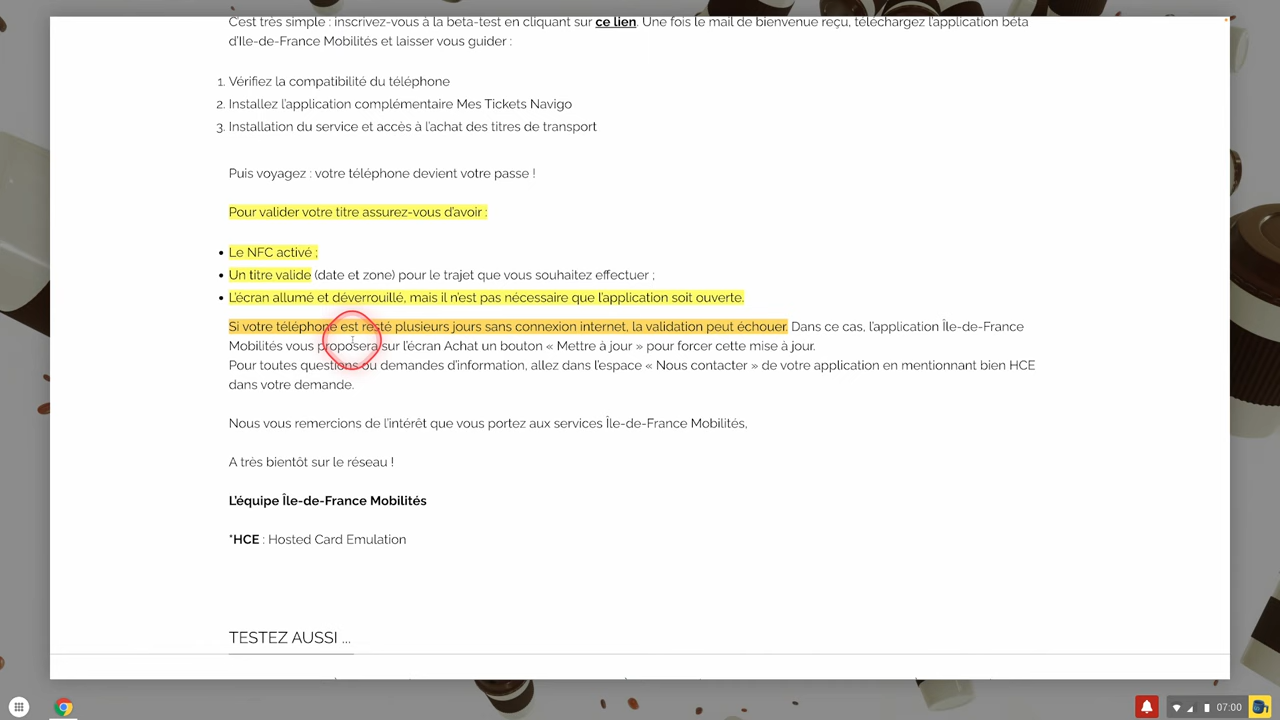 C'est très simple : inscrivez-vous à la beta-test en cliquant sur ce lien. Une fois le mail de bienvenue reçu, téléchargez l'application bêta
d'Ile-de-France Mobilités et laisser vous guider :
1. Vérifiez la compatibilité du téléphone
2. Installez l'application complémentaire Mes Tickets Navigo
3. Installation du service et accès à l'achat des titres de transport
Puis voyagez : votre téléphone devient votre passe !
Pour valider votre titre assurez-vous d'avoir :
• Le NFC activé ;
• Un titre valide (date et zone) pour le trajet que vous souhaitez effectuer ;
• L'écran allumé et déverrouillé, mais il n'est pas nécessaire que l'application soit ouverte.
Si votre téléphone est resté plusieurs jours sans connexion internet, la validation peut échouer. Dans ce cas, l'application Île-de-France
Mobilités vous proposera sur l'écran Achat un bouton « Mettre à jour » pour forcer cette mise à jour.
Pour toutes questions ou demandes d'information, allez dans l'espace « Nous contacter » de votre application en mentionnant bien HCE
dans votre demande.
Nous vous remercions de l'intérêt que vous portez aux services Île-de-France Mobilités,
A très bientôt sur le réseau !
L'équipe Île-de-France Mobilités
*HCE : Hosted Card Emulation
TESTEZ AUSSI ...
07:00